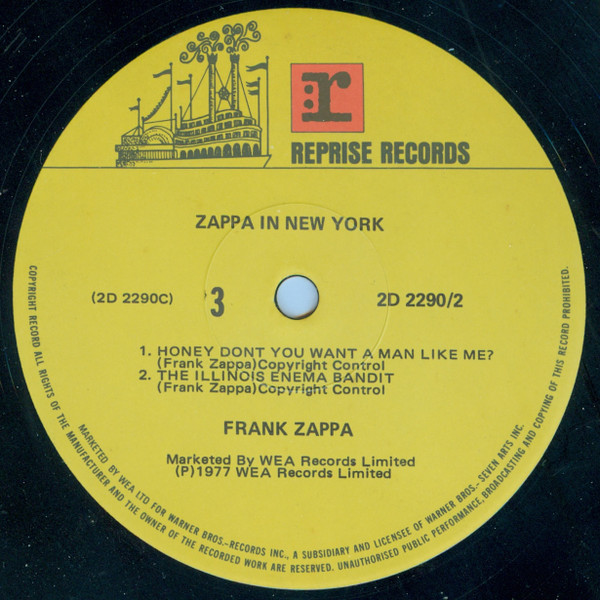 :r
REPRISE RECORDS
ZAPPA IN NEW YORK
(2D 2290C) 3 2D 2290/2
1. HONEY DONT YOU WANT A MAN LIKE ME?
(Frank Zappa)Copyright Control
2. THE ILLINOIS ENEMA BANDIT
(Frank Zappa)Copyright Control
FRANK ZAPPA
Marketed By WEA Records Limited
(P)1977 WEA Records Limited
COPYRIGHT RECORD ALL RIGHTS OF THE MANUFACTURER AND THE OWNER OF THE RECORDED WORK ARE RESERVED. UNAUTHORISED PUBLIC PERFORMANCE, BROADCASTING AND COPYING OF THIS RECORD PROHIBITED.
MARKETED BY WEA LTD FOR WARNER BROS.-RECORDS INC., A SUBSIDIARY AND LICENSEE OF WARNER BROS.- SEVEN ARTS INC.